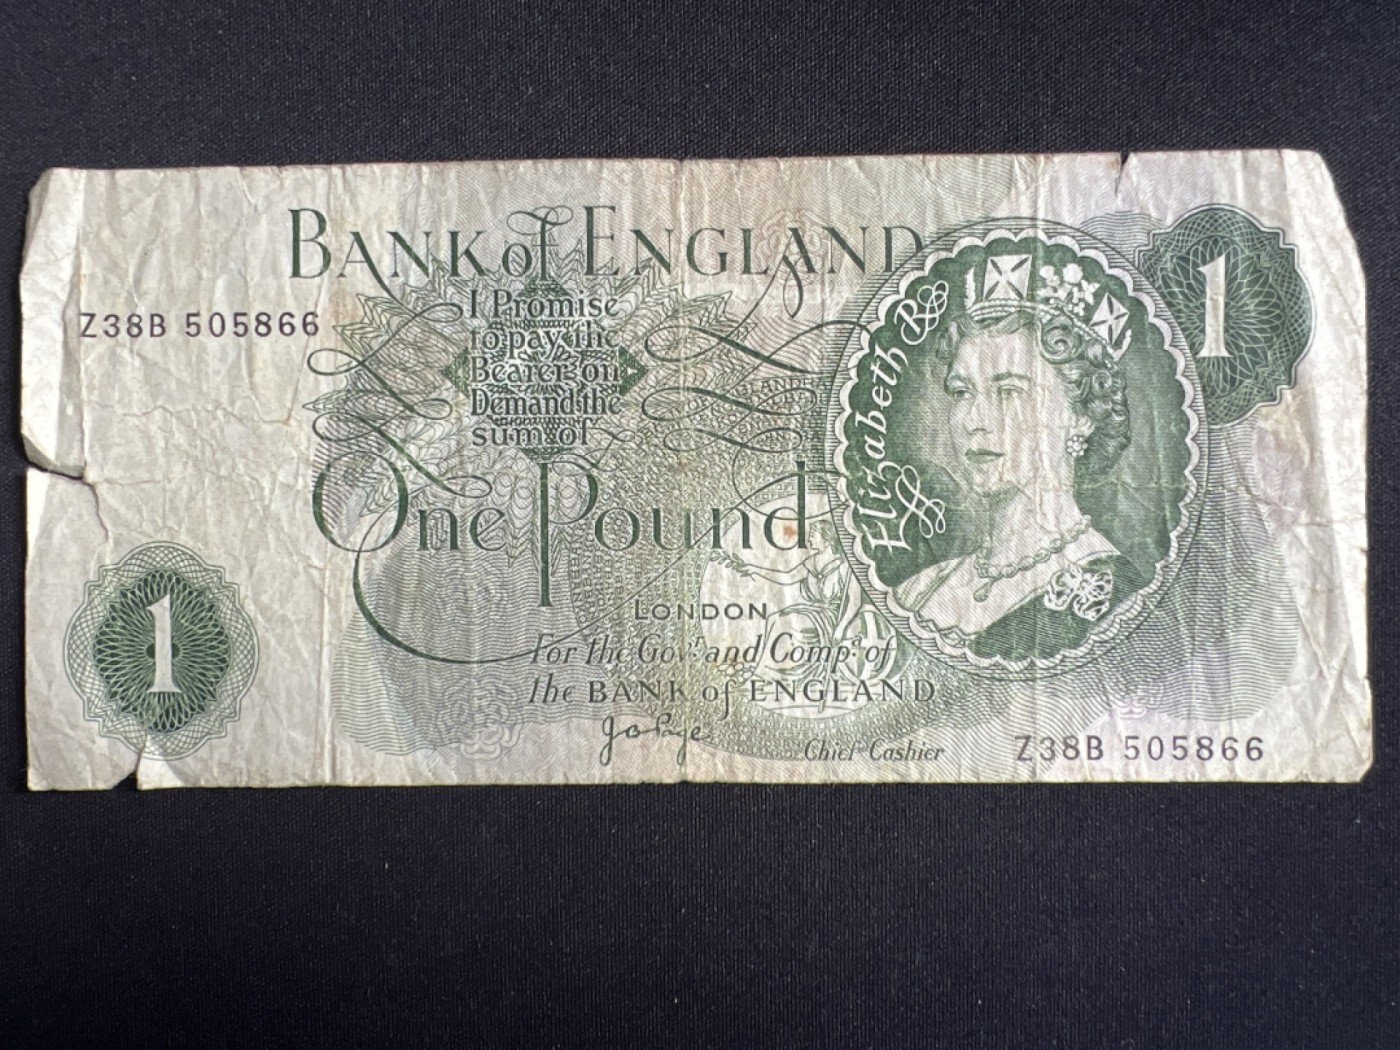 BANK of ENGLAND
I Promise
to pay the
Bearer on
Demand the
sum of
One Pound
Z38B 505866
Elizabeth R
1
1
LONDON
For the Govr. and Compa. of
the BANK of ENGLAND
Chief Cashier
Z38B 505866